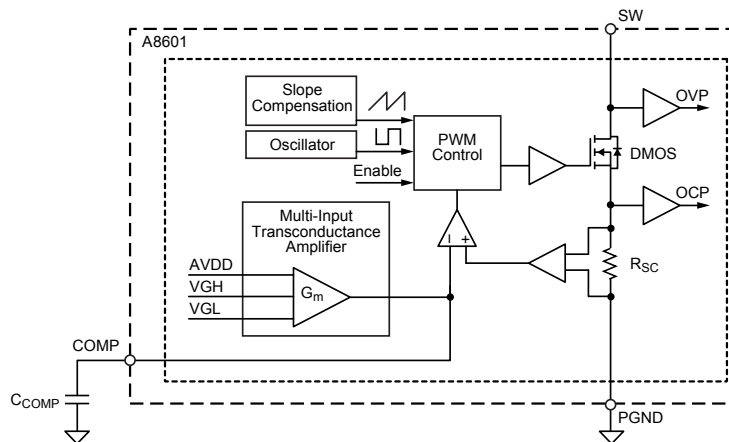 SW
A8601
Slope
Compensation
OVP
Oscillator
PWM
Control
DMOS
Enable
OCP
Multi-Input
Transconductance
Amplifier
– +
AVDD
VGH
VGL
Gm
RSC
COMP
CCOMP
PGND